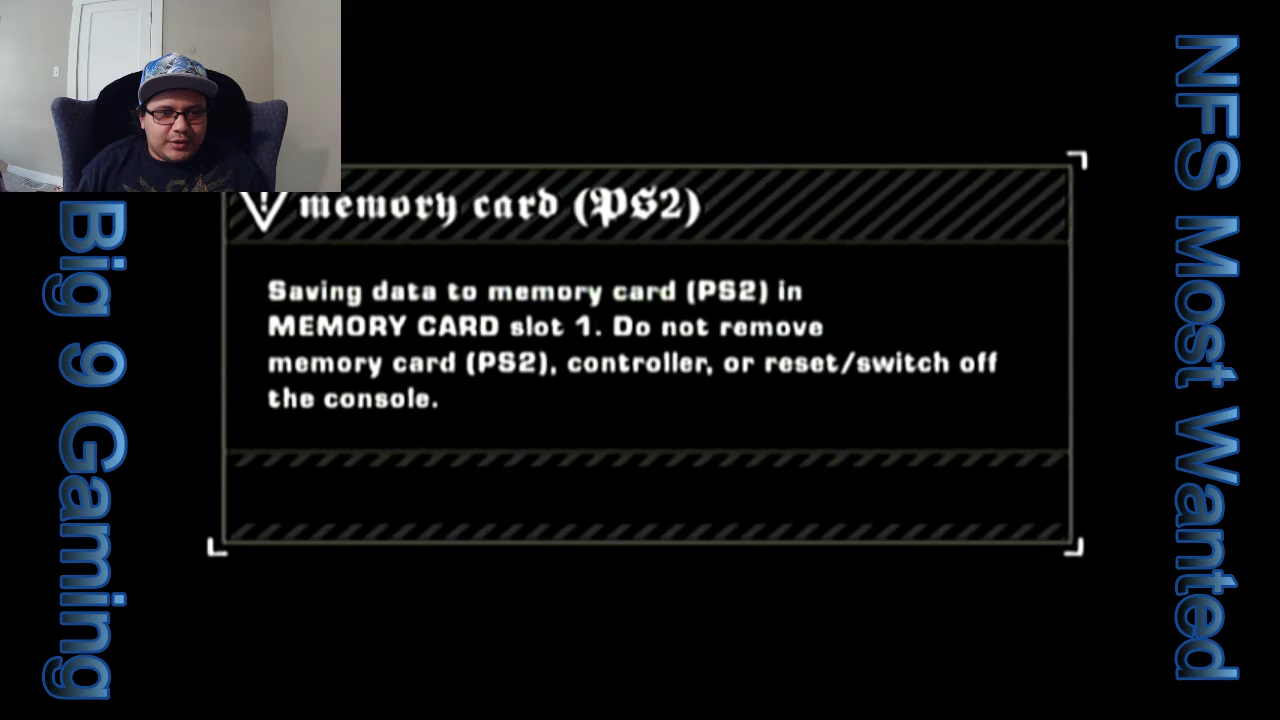 memory card (PS2)
Saving data to memory card (PS2) in
MEMORY CARD slot 1. Do not remove
memory card (PS2), controller, or reset/switch off
the console.
Big 9 Gaming
NFS Most Wanted